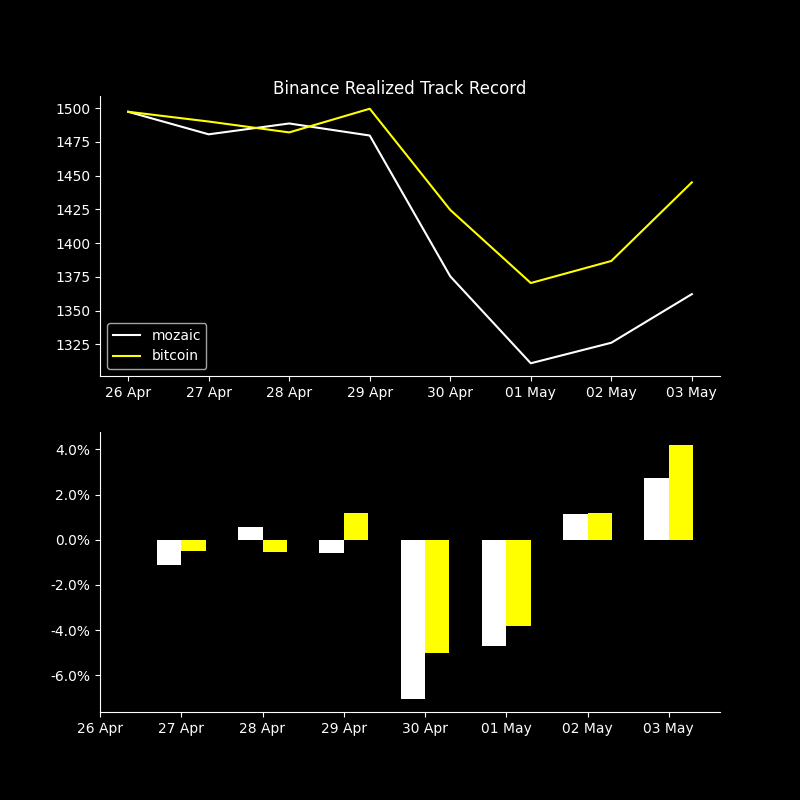 Binance Realized Track Record
1500
1475
1450
1425
1400
1375
1350
1325
mozaic
bitcoin
26 Apr 27 Apr 28 Apr 29 Apr 30 Apr 01 May 02 May 03 May
4.0%
2.0%
0.0%
-2.0%
-4.0%
-6.0%
26 Apr 27 Apr 28 Apr 29 Apr 30 Apr 01 May 02 May 03 May